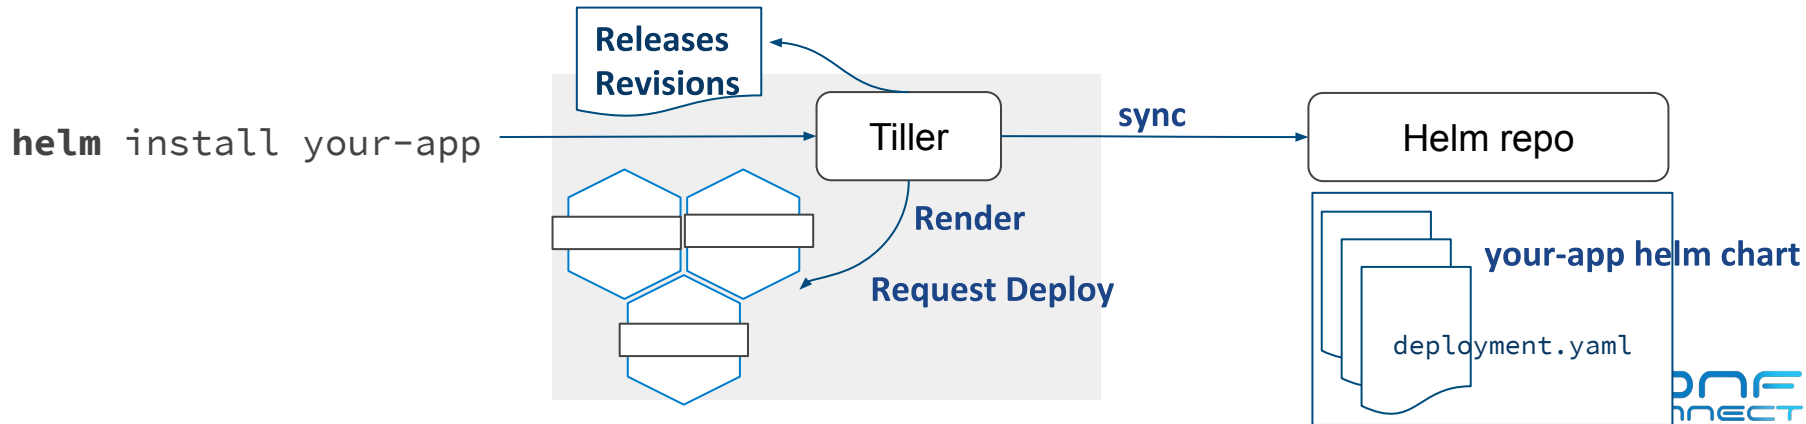 Releases
Revisions
helm install your-app
Tiller
sync
Helm repo
Render
Request Deploy
your-app helm chart
deployment.yaml